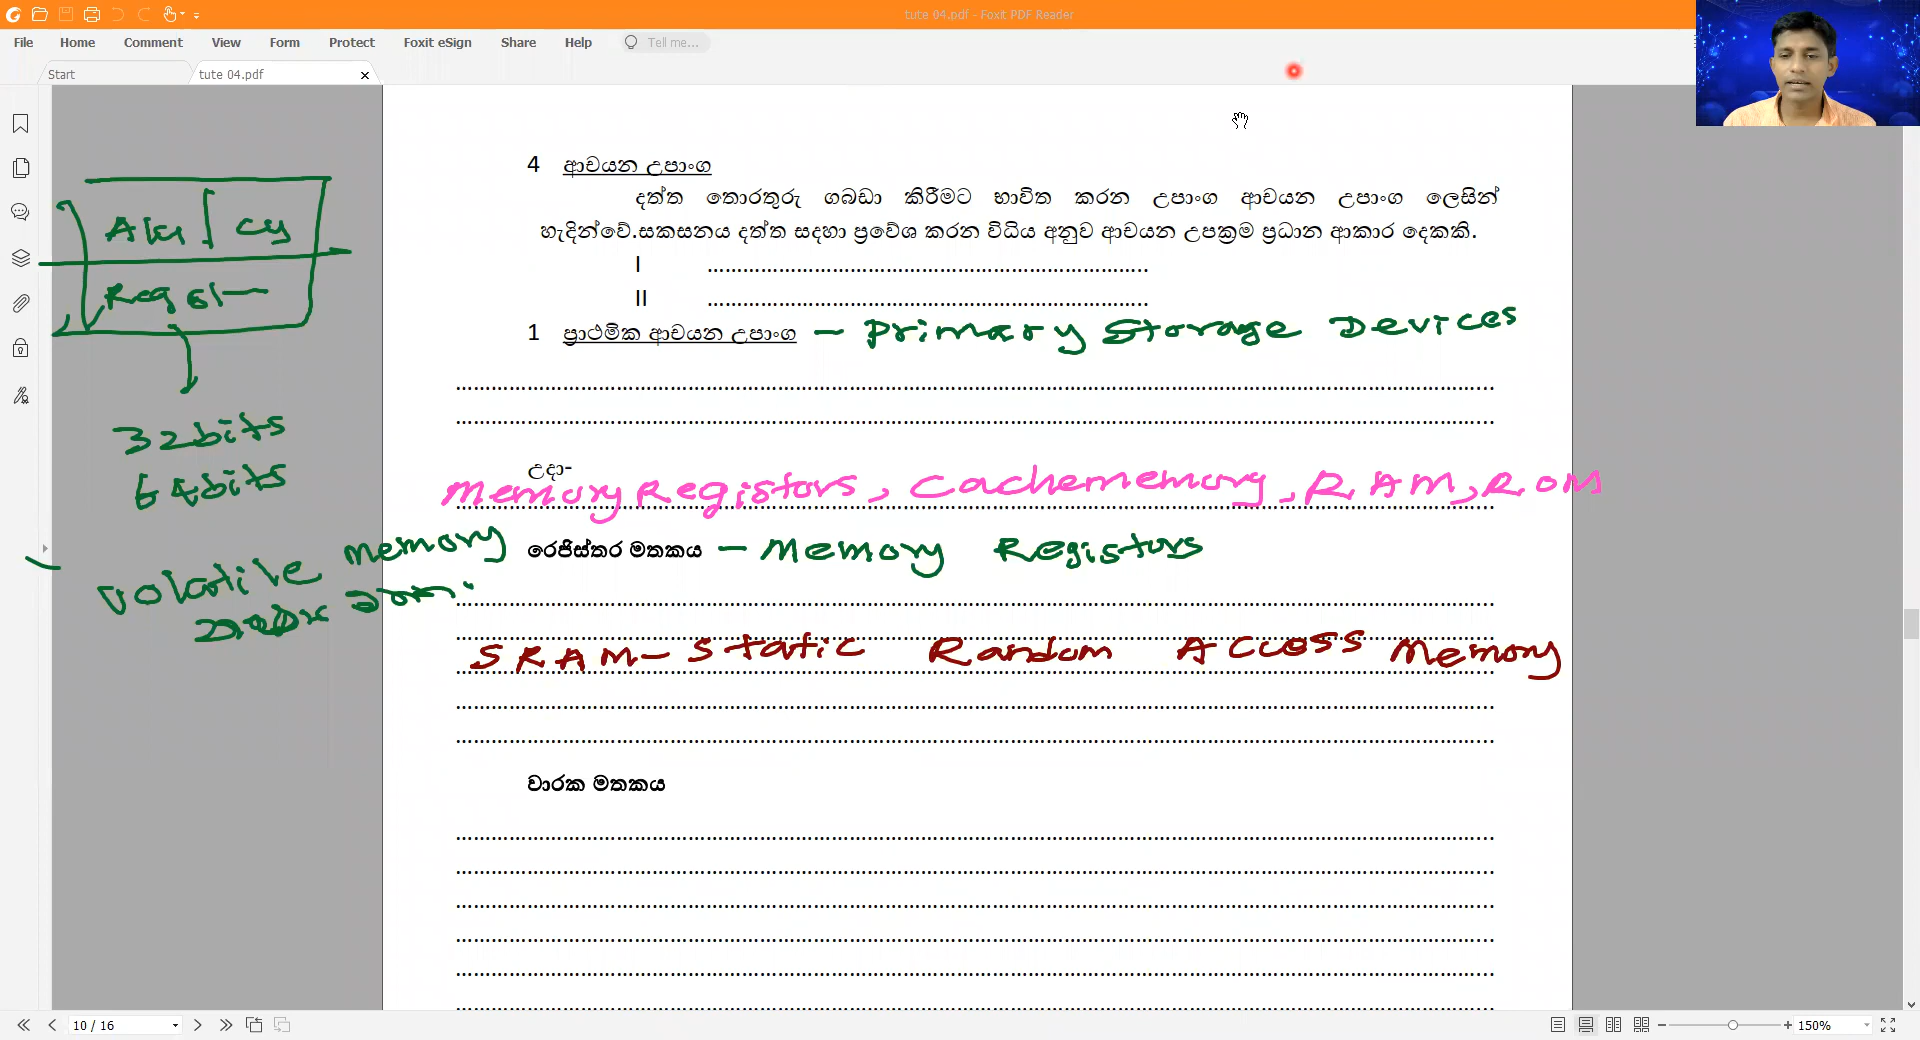 tute 04.pdf - Foxit PDF Reader
File Home Comment View Form Protect Foxit eSign Share Help Tell me...
Start tute 04.pdf
4 ආචයන උපාංග
දත්ත තොරතුරු ගබඩා කිරීමට භාවිත කරන උපාංග ආචයන උපාංග ලෙසින්
හැදින්වේ.සකසනය දත්ත සදහා ප්‍රවේශ කරන විධිය අනුව ආචයන උපක්‍රම ප්‍රධාන ආකාර දෙකකි.
I ................................................................
II ................................................................
1 ප්‍රාථමික ආචයන උපාංග – Primary Storage Devices
උදා-
Memory Registors, Cachememory, RAM, ROM
රෙජිස්තර මතකය – Memory Registors
SRAM – Static Random Access Memory
වාරක මතකය
Alu CU
32bits
64bits
Volatile memory
10 / 16
150%